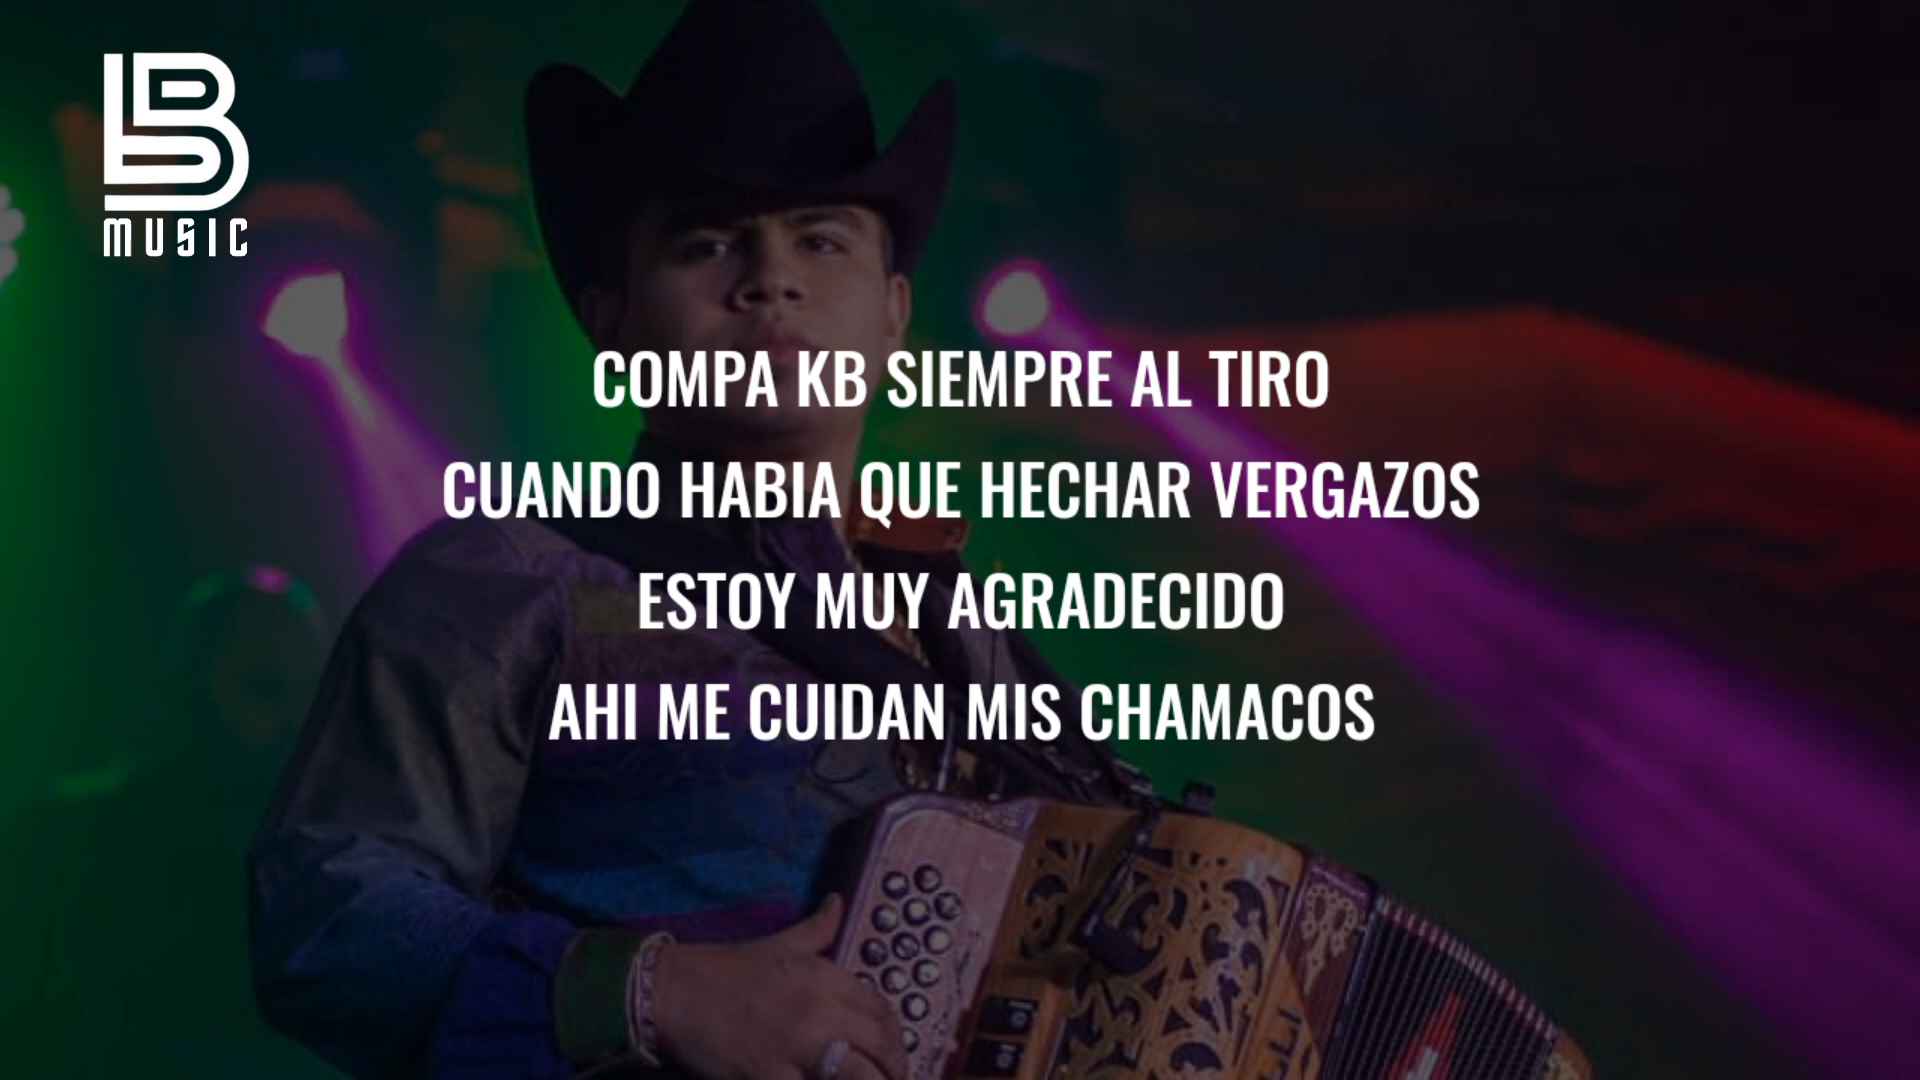 B
MUSIC
COMPA KB SIEMPRE AL TIRO
CUANDO HABIA QUE HECHAR VERGAZOS
ESTOY MUY AGRADECIDO
AHI ME CUIDAN MIS CHAMACOS